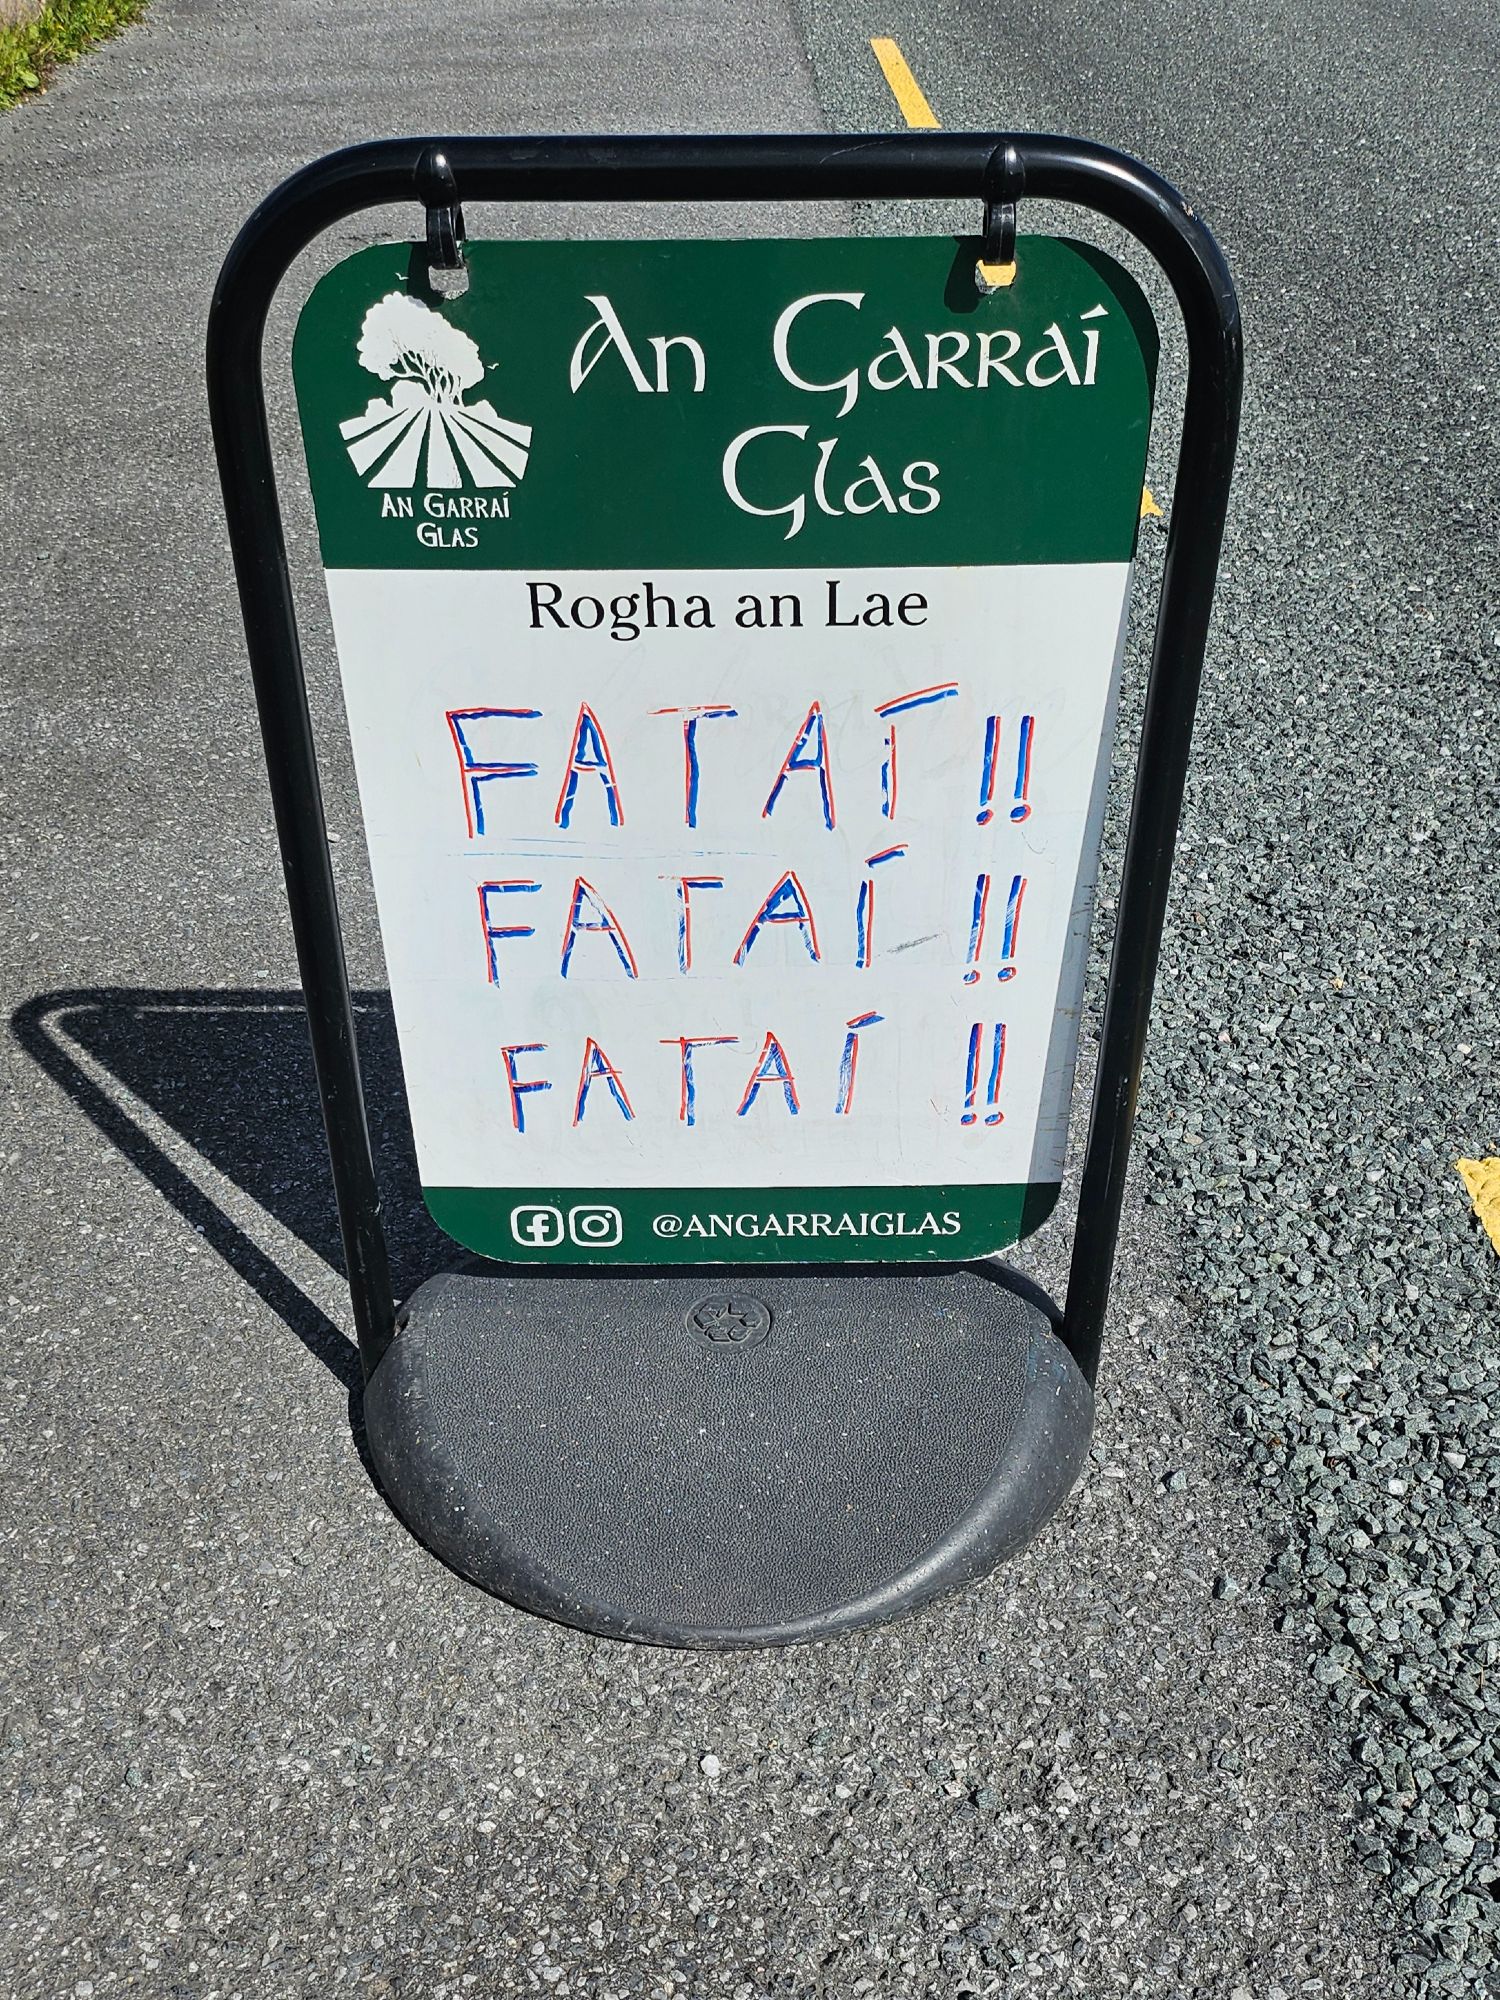 An Garraí
Glas
AN GARRAÍ
GLAS
Rogha an Lae
FATAÍ!!
FATAÍ!!
FATAÍ!!
@ANGARRAIGLAS